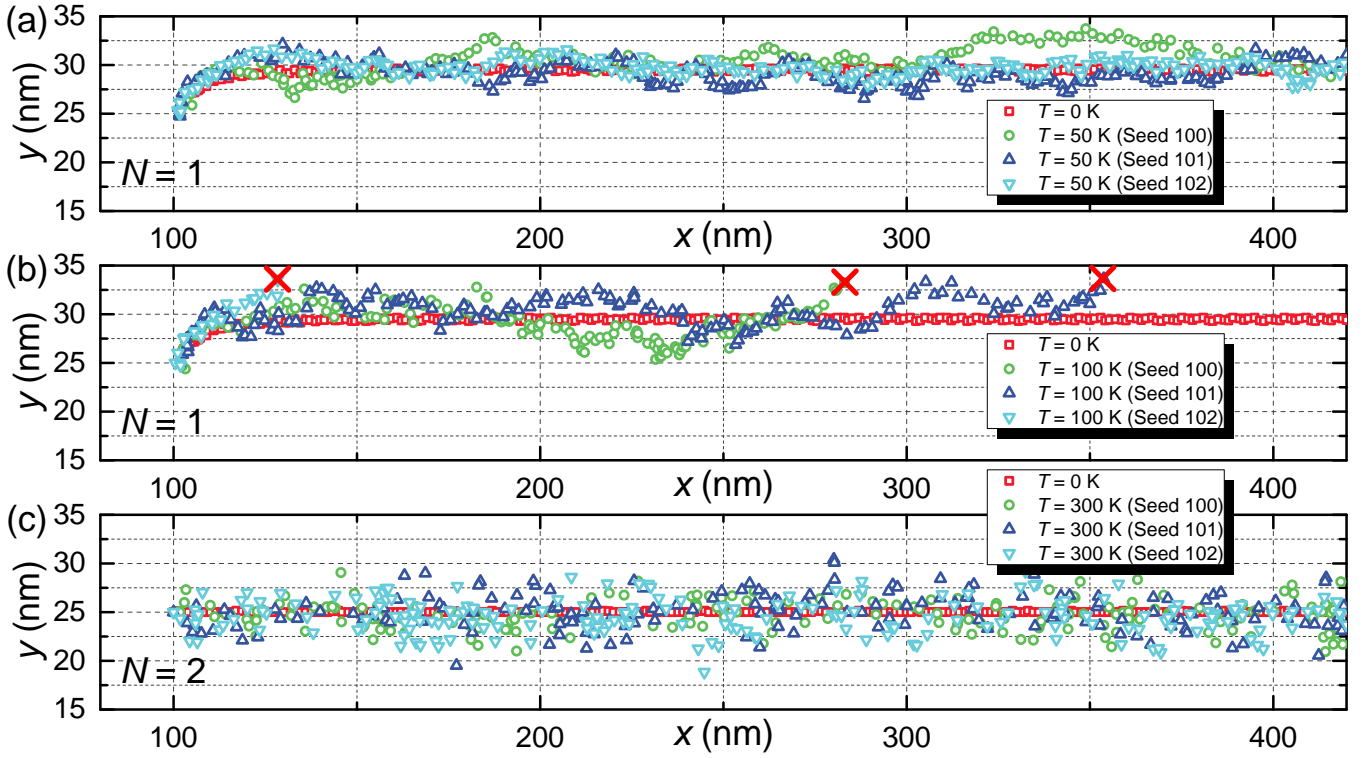 (a)
35
30
25
20
15
y (nm)
N = 1
T = 0 K
T = 50 K (Seed 100)
T = 50 K (Seed 101)
T = 50 K (Seed 102)
100
200
x (nm)
300
400
(b)
35
30
25
20
15
y (nm)
N = 1
T = 0 K
T = 100 K (Seed 100)
T = 100 K (Seed 101)
T = 100 K (Seed 102)
100
200
x (nm)
300
400
(c)
35
30
25
20
15
y (nm)
N = 2
T = 0 K
T = 300 K (Seed 100)
T = 300 K (Seed 101)
T = 300 K (Seed 102)
100
200
x (nm)
300
400